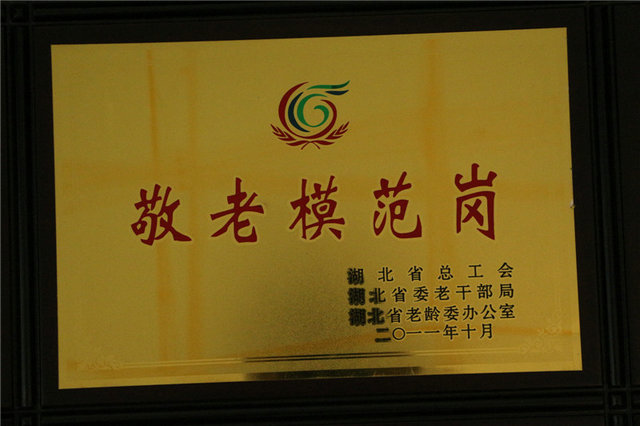 敬老模范岗
湖北省总工会
湖北省委老干部局
湖北省老龄委办公室
二〇一一年十月